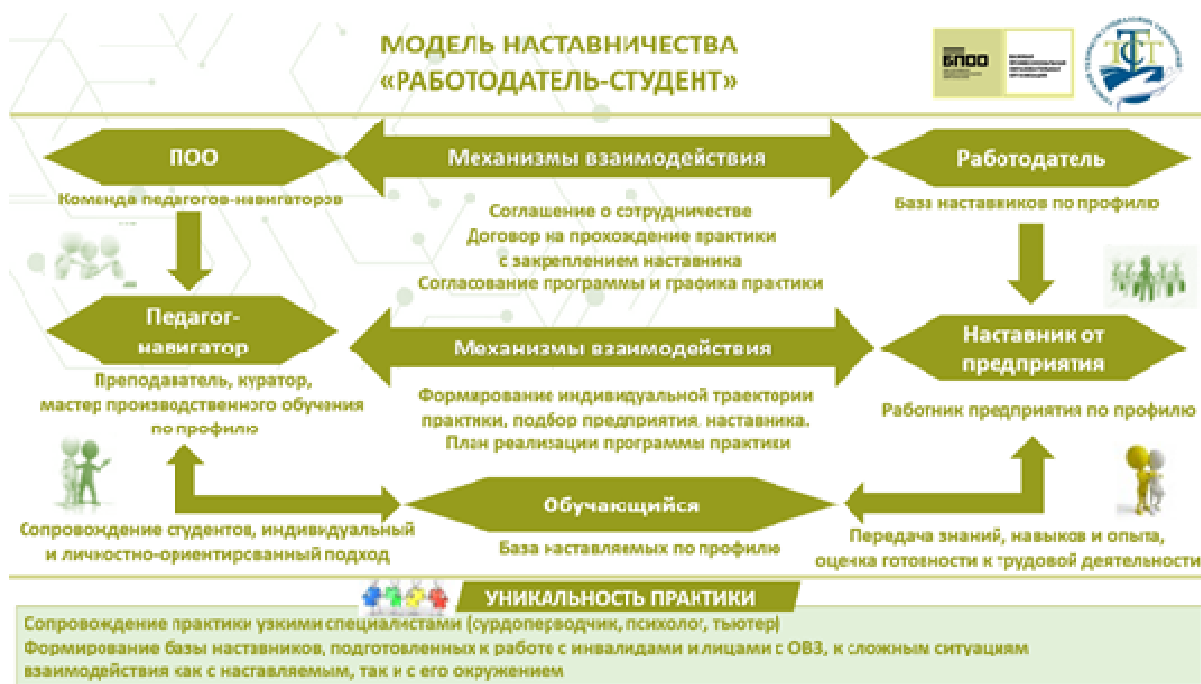 МОДЕЛЬ НАСТАВНИЧЕСТВА
«РАБОТОДАТЕЛЬ-СТУДЕНТ»
БПОО
ТТСТ
ПОО
Механизмы взаимодействия
Работодатель
Команда педагогов-навигаторов
База наставников по профилю
Соглашение о сотрудничестве
Договор на прохождение практики
с закреплением наставника
Согласование программы и графика практики
Педагог-
навигатор
Механизмы взаимодействия
Наставник от
предприятия
Преподаватель, куратор,
мастер производственного обучения
по профилю
Формирование индивидуальной траектории
практики, подбор предприятия, наставника.
План реализации программы практики
Работник предприятия по профилю
Обучающийся
Сопровождение студентов, индивидуальный
и личностно-ориентированный подход
База наставляемых по профилю
Передача знаний, навыков и опыта,
оценка готовности к трудовой деятельности
УНИКАЛЬНОСТЬ ПРАКТИКИ
Сопровождение практики узкими специалистами (сурдопереводчик, психолог, тьютер)
Формирование базы наставников, подготовленных к работе с инвалидами и лицами с ОВЗ, к сложным ситуациям
взаимодействия как с наставляемым, так и с его окружением